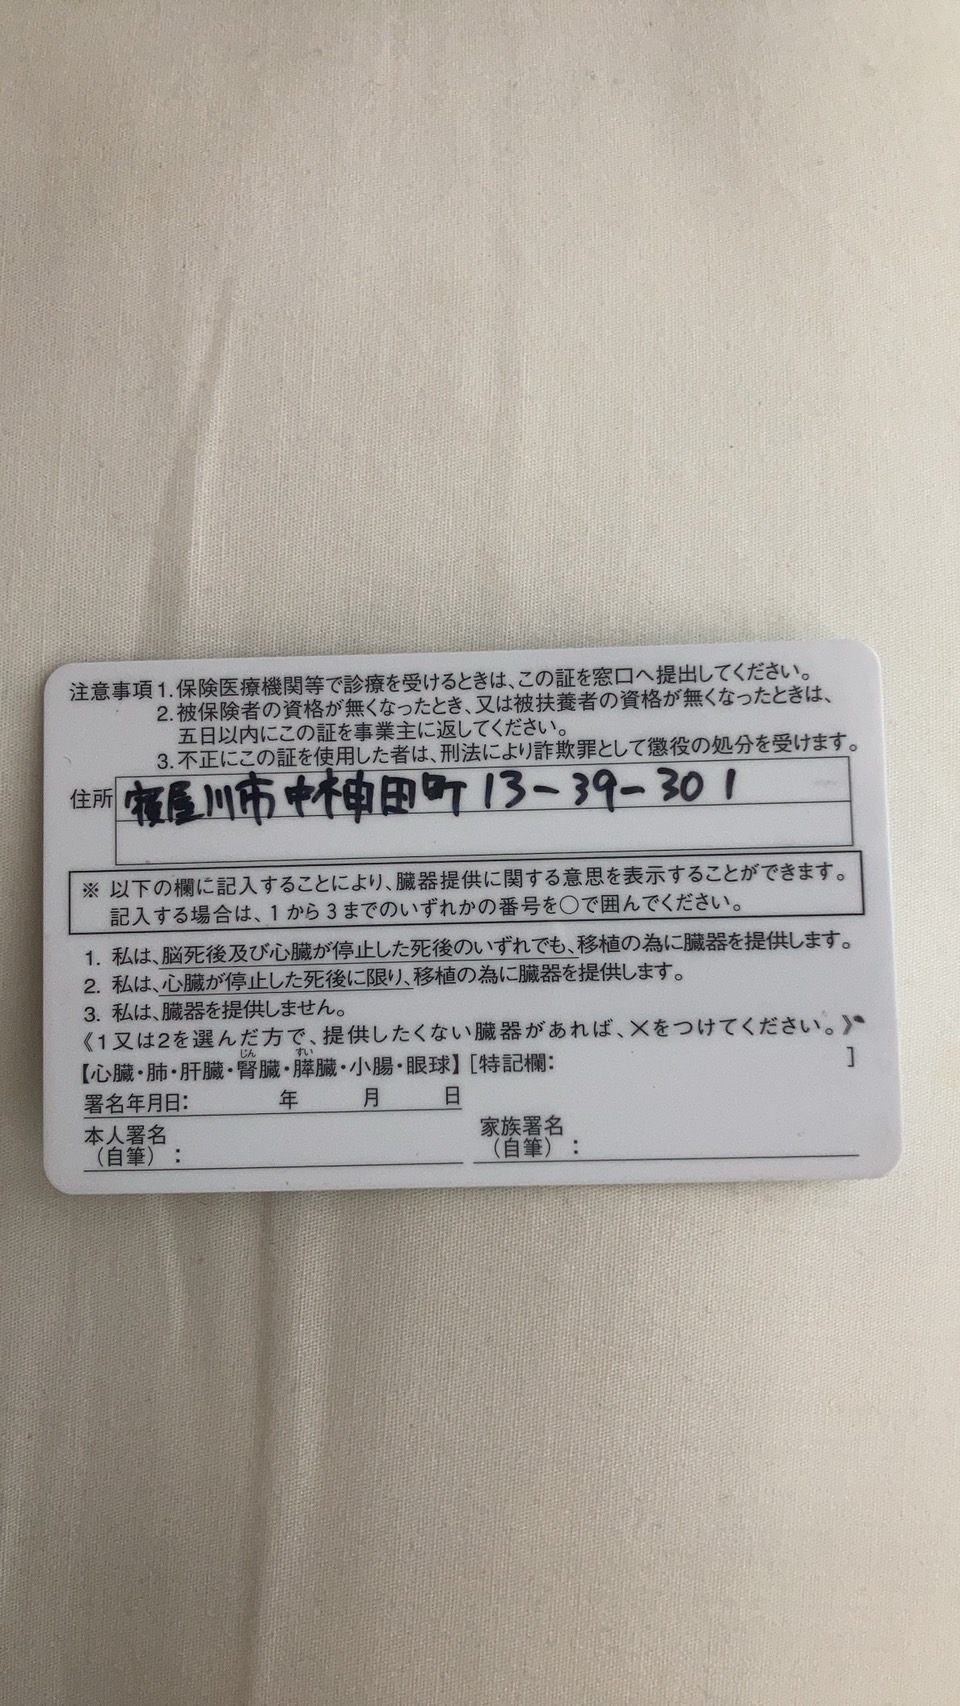 注意事項1.保険医療機関等で診療を受けるときは、この証を窓口へ提出してください。
2.被保険者の資格が無くなったとき、又は被扶養者の資格が無くなったときは、
五日以内にこの証を事業主に返してください。
3.不正にこの証を使用した者は、刑法により詐欺罪として懲役の処分を受けます。
住所 寝屋川市中神田町13-39-301
※ 以下の欄に記入することにより、臓器提供に関する意思を表示することができます。
記入する場合は、1から3までのいずれかの番号を○で囲んでください。
1. 私は、脳死後及び心臓が停止した死後のいずれでも、移植の為に臓器を提供します。
2. 私は、心臓が停止した死後に限り、移植の為に臓器を提供します。
3. 私は、臓器を提供しません。
《1又は2を選んだ方で、提供したくない臓器があれば、×をつけてください。》
じん すい
【心臓・肺・肝臓・腎臓・膵臓・小腸・眼球】[特記欄: ]
署名年月日: 年 月 日
本人署名
（自筆）:
家族署名
（自筆）: